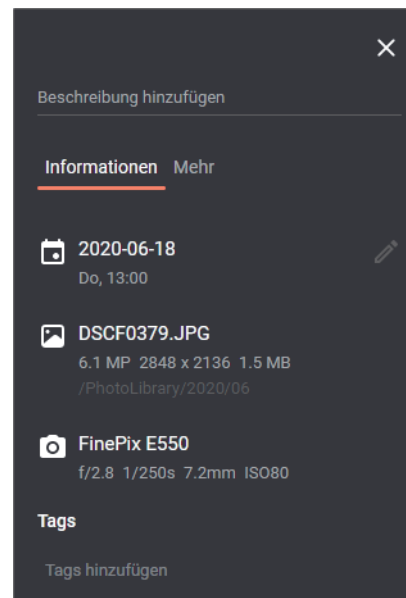 Beschreibung hinzufügen
Informationen Mehr
2020-06-18
Do, 13:00
DSCF0379.JPG
6.1 MP 2848 x 2136 1.5 MB
/PhotoLibrary/2020/06
FinePix E550
f/2.8 1/250s 7.2mm ISO80
Tags
Tags hinzufügen